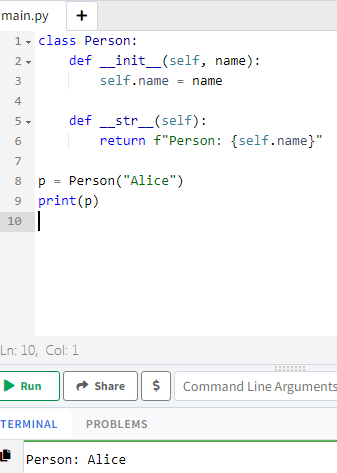 main.py +
1 class Person:
2 def __init__(self, name):
3 self.name = name
4
5 def __str__(self):
6 return f"Person: {self.name}"
7
8 p = Person("Alice")
9 print(p)
10
Ln: 10, Col: 1
Run Share $ Command Line Arguments
TERMINAL PROBLEMS
Person: Alice